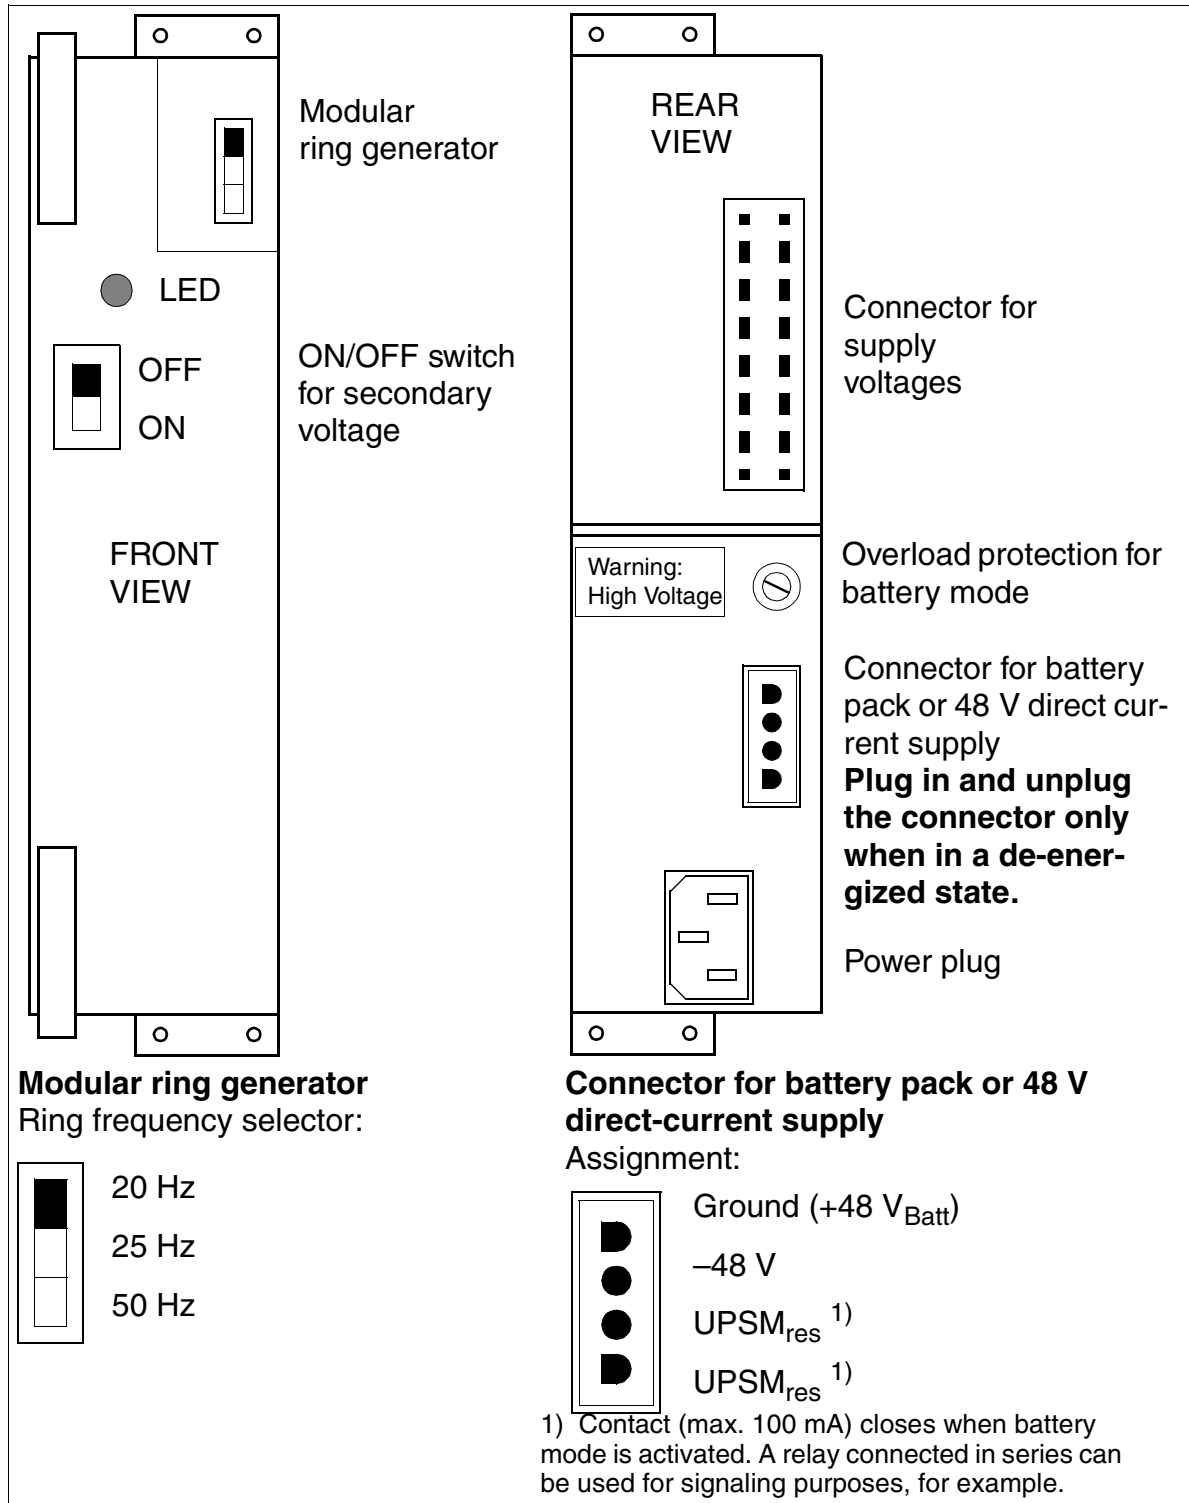 Modular
ring generator
LED
OFF
ON
ON/OFF switch
for secondary
voltage
FRONT
VIEW
REAR
VIEW
Connector for
supply
voltages
Warning:
High Voltage
Overload protection for
battery mode
Connector for battery
pack or 48 V direct cur-
rent supply
Plug in and unplug
the connector only
when in a de-ener-
gized state.
Power plug
Modular ring generator
Ring frequency selector:
20 Hz
25 Hz
50 Hz
Connector for battery pack or 48 V
direct-current supply
Assignment:
Ground (+48 VBatt)
–48 V
UPSMres 1)
UPSMres 1)
1) Contact (max. 100 mA) closes when battery
mode is activated. A relay connected in series can
be used for signaling purposes, for example.